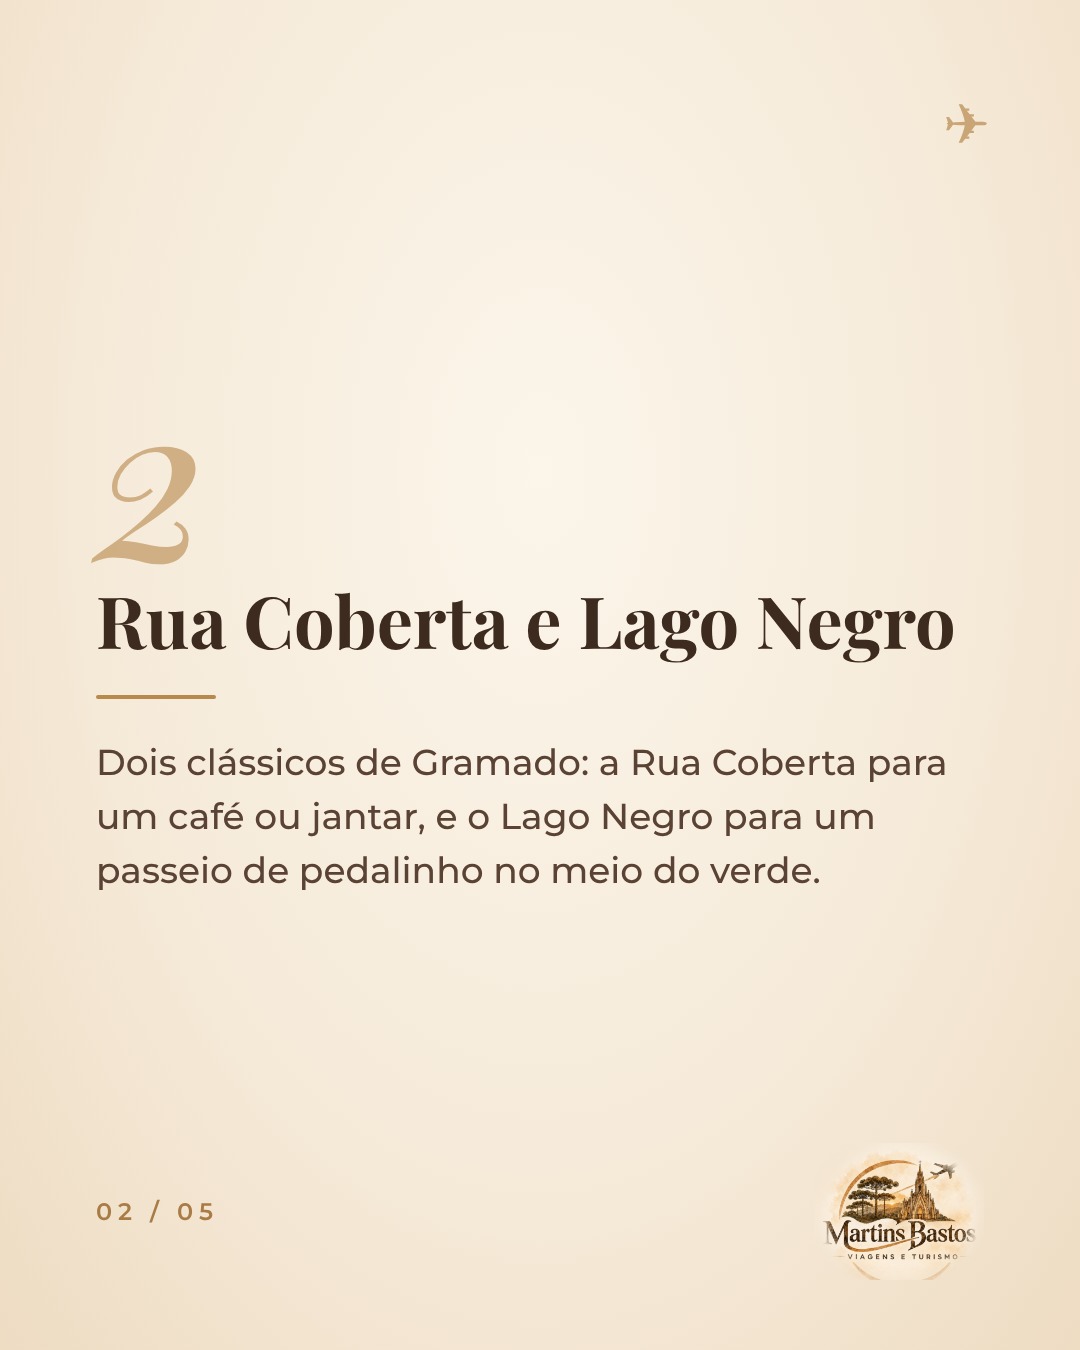 2
Rua Coberta e Lago Negro
Dois clássicos de Gramado: a Rua Coberta para
um café ou jantar, e o Lago Negro para um
passeio de pedalinho no meio do verde.
02 / 05
Martins Bastos
VIAGENS E TURISMO